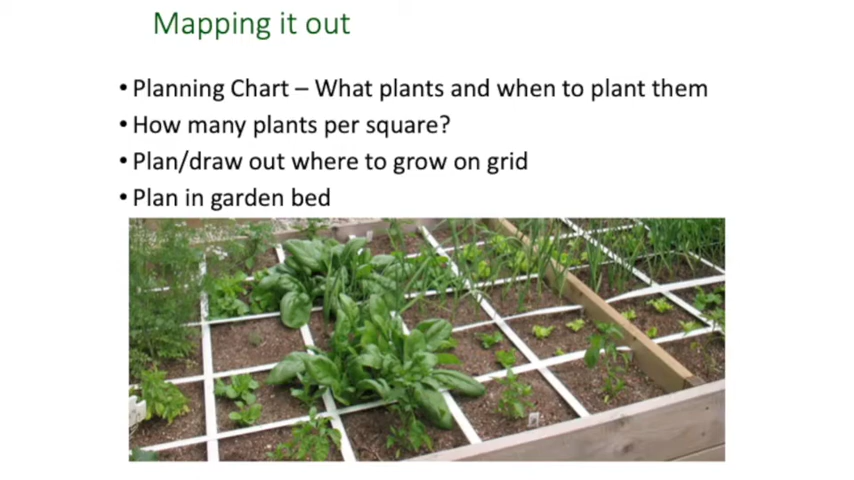 Mapping it out
• Planning Chart – What plants and when to plant them
• How many plants per square?
• Plan/draw out where to grow on grid
• Plan in garden bed